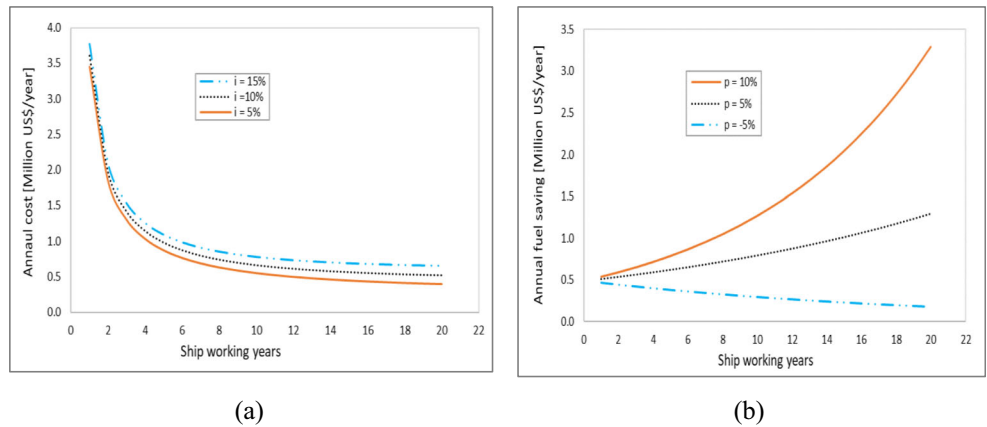 Annaul cost [Million US$/year]
4.0
3.5
3.0
2.5
2.0
1.5
1.0
0.5
0.0
i = 15%
i =10%
i = 5%
0 2 4 6 8 10 12 14 16 18 20 22
Ship working years
(a)
Annual fuel saving [Million US$/year]
3.5
3.0
2.5
2.0
1.5
1.0
0.5
0.0
p = 10%
p = 5%
p = -5%
0 2 4 6 8 10 12 14 16 18 20 22
Ship working years
(b)